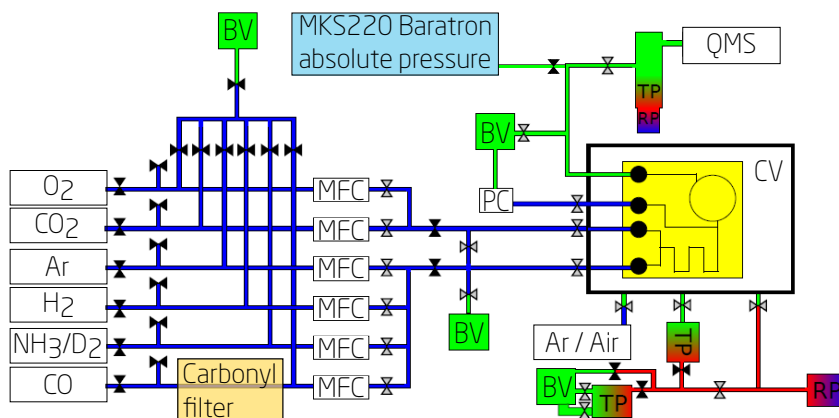 BV
MKS220 Baratron
absolute pressure
QMS
TP
RP
BV
PC
CV
O2
CO2
Ar
H2
NH3/D2
CO
MFC
MFC
MFC
MFC
MFC
MFC
Carbonyl
filter
BV
Ar / Air
TP
BV
TP
RP